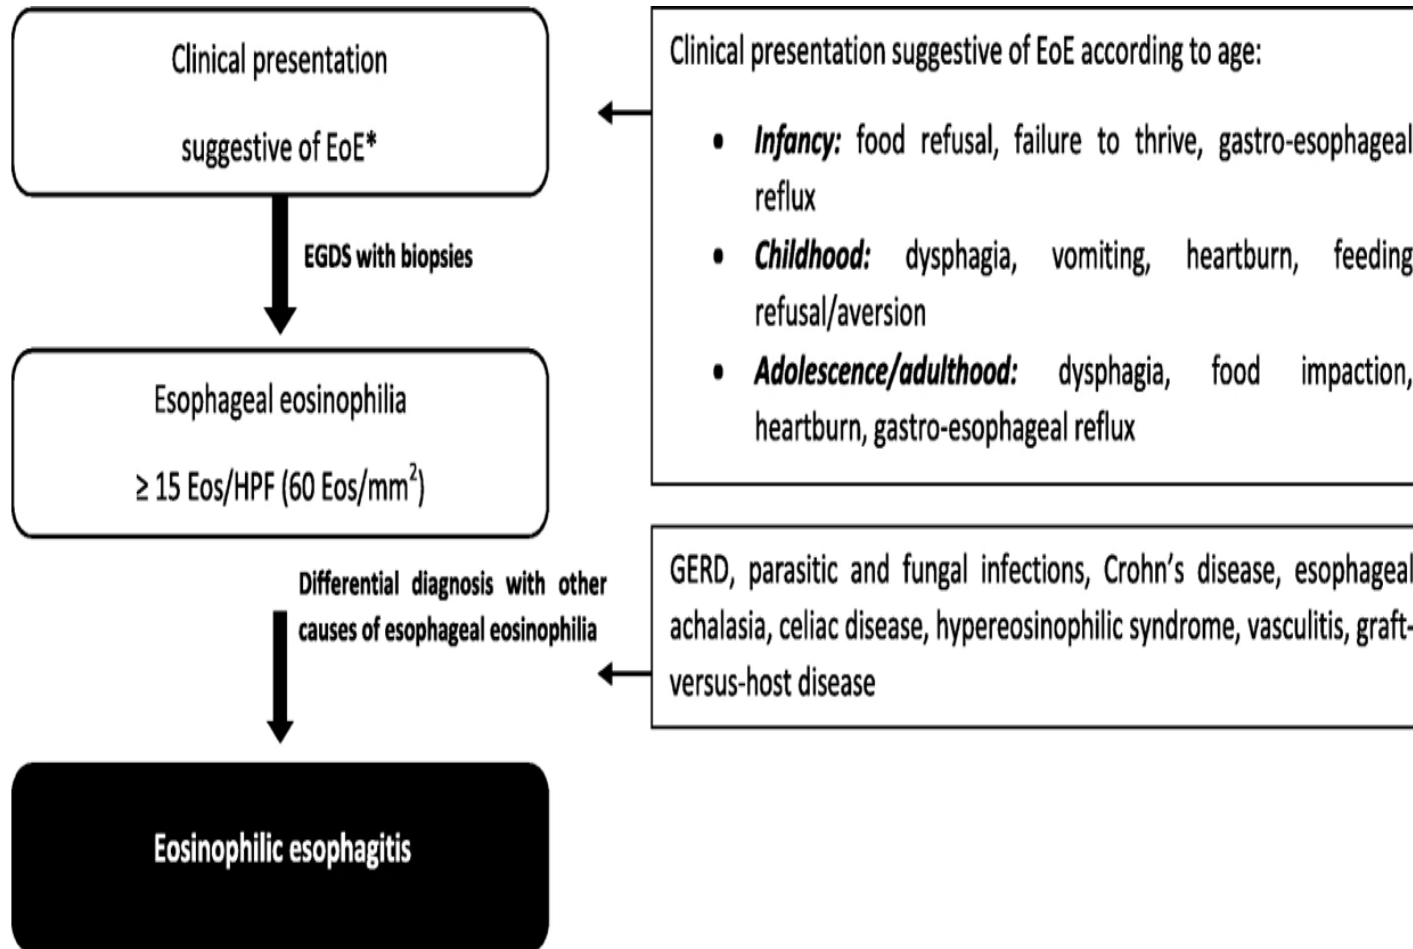 Clinical presentation
suggestive of EoE*
EGDS with biopsies
Esophageal eosinophilia
≥ 15 Eos/HPF (60 Eos/mm²)
Differential diagnosis with other
causes of esophageal eosinophilia
Eosinophilic esophagitis
Clinical presentation suggestive of EoE according to age:
• Infancy: food refusal, failure to thrive, gastro-esophageal
reflux
• Childhood: dysphagia, vomiting, heartburn, feeding
refusal/aversion
• Adolescence/adulthood: dysphagia, food impaction,
heartburn, gastro-esophageal reflux
GERD, parasitic and fungal infections, Crohn's disease, esophageal
achalasia, celiac disease, hypereosinophilic syndrome, vasculitis, graft-
versus-host disease